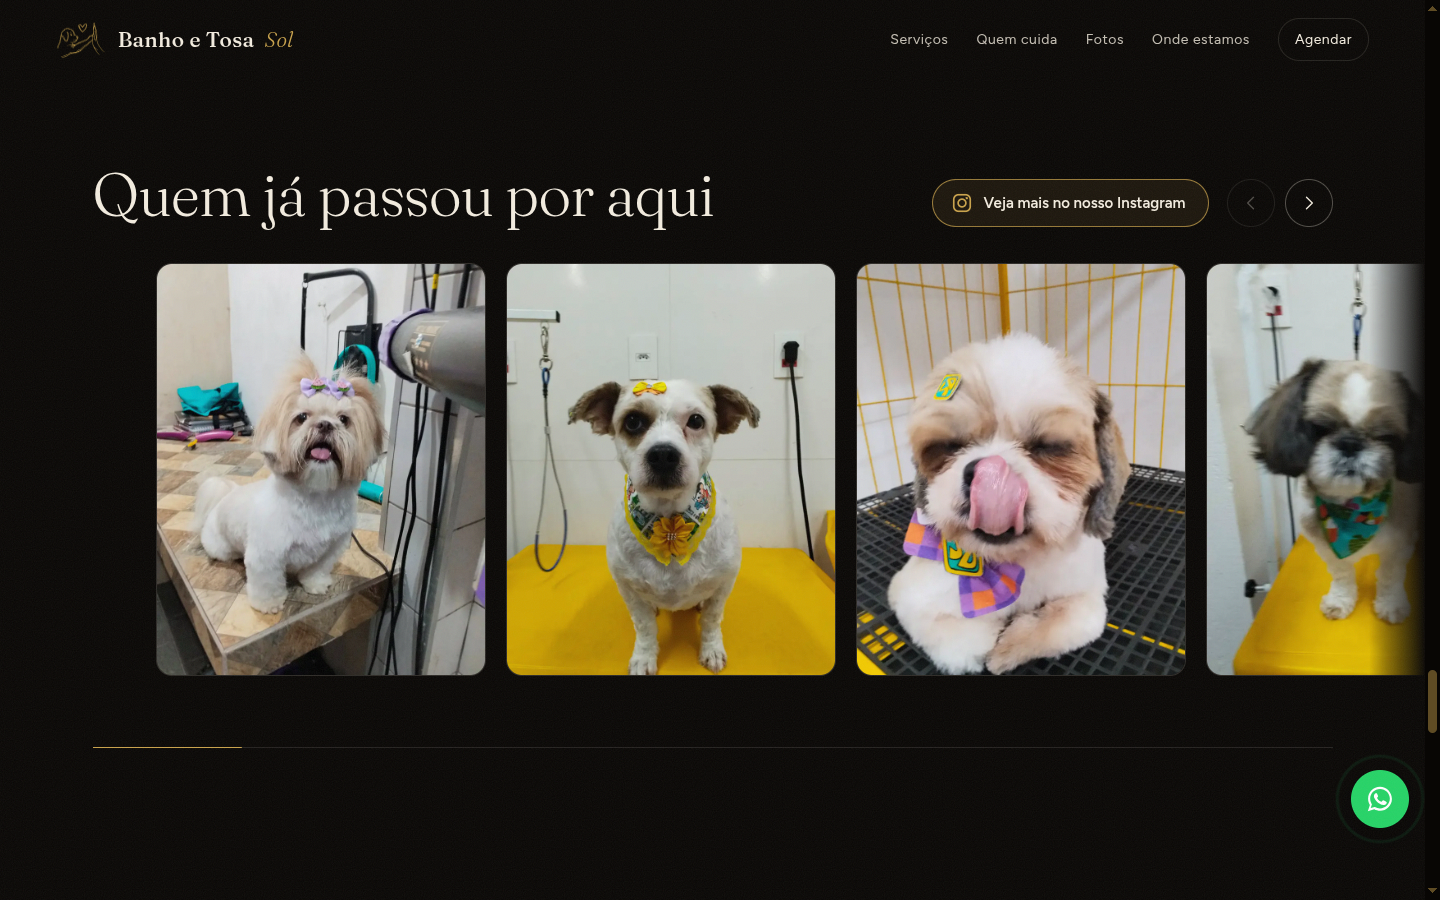 Banho e Tosa Sol
Serviços
Quem cuida
Fotos
Onde estamos
Agendar
Quem já passou por aqui
Veja mais no nosso Instagram